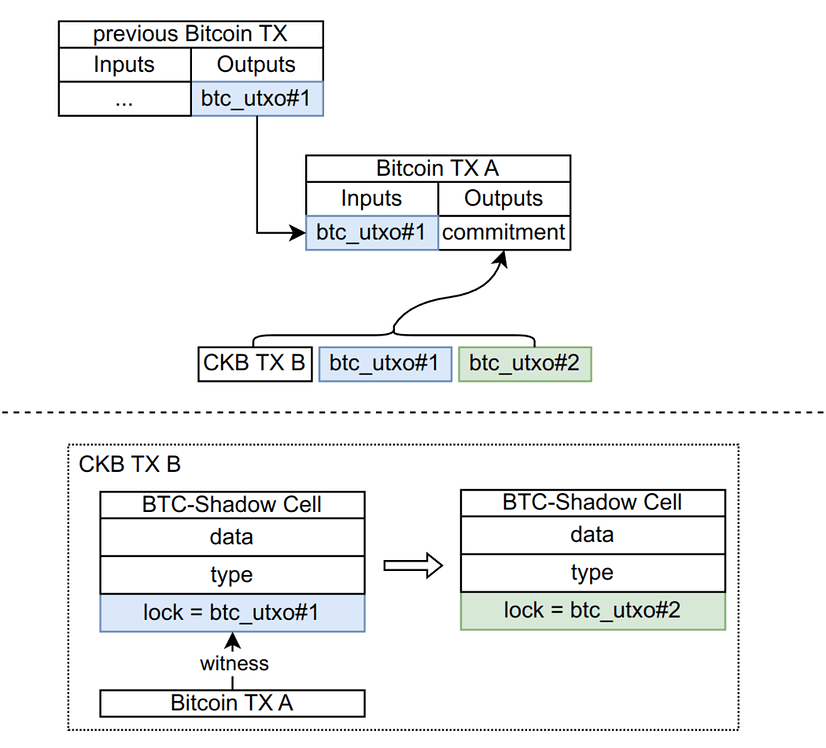 previous Bitcoin TX
Inputs Outputs
... btc_utxo#1
Bitcoin TX A
Inputs Outputs
btc_utxo#1 commitment
CKB TX B btc_utxo#1 btc_utxo#2
CKB TX B
BTC-Shadow Cell
data
type
lock = btc_utxo#1
witness
Bitcoin TX A
BTC-Shadow Cell
data
type
lock = btc_utxo#2